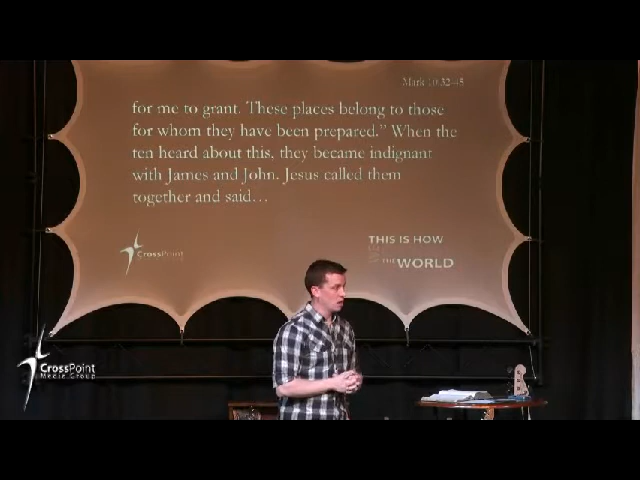 Mark 10:32-45
for me to grant. These places belong to those
for whom they have been prepared.” When the
ten heard about this, they became indignant
with James and John. Jesus called them
together and said…
CrossPoint
THIS IS HOW
THE WORLD
CrossPoint
Media Group